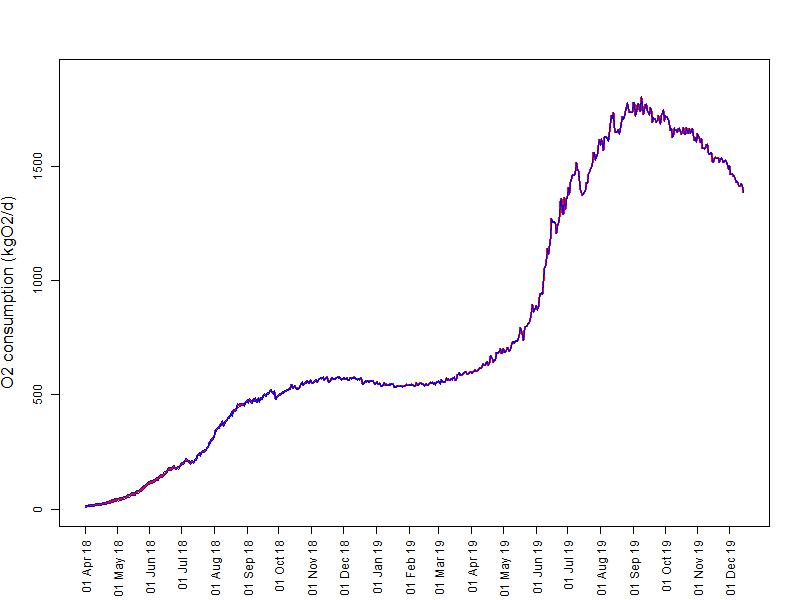 O2 consumption (kgO2/d)
1500
1000
500
0
01 Apr 18
01 May 18
01 Jun 18
01 Jul 18
01 Aug 18
01 Sep 18
01 Oct 18
01 Nov 18
01 Dec 18
01 Jan 19
01 Feb 19
01 Mar 19
01 Apr 19
01 May 19
01 Jun 19
01 Jul 19
01 Aug 19
01 Sep 19
01 Oct 19
01 Nov 19
01 Dec 19